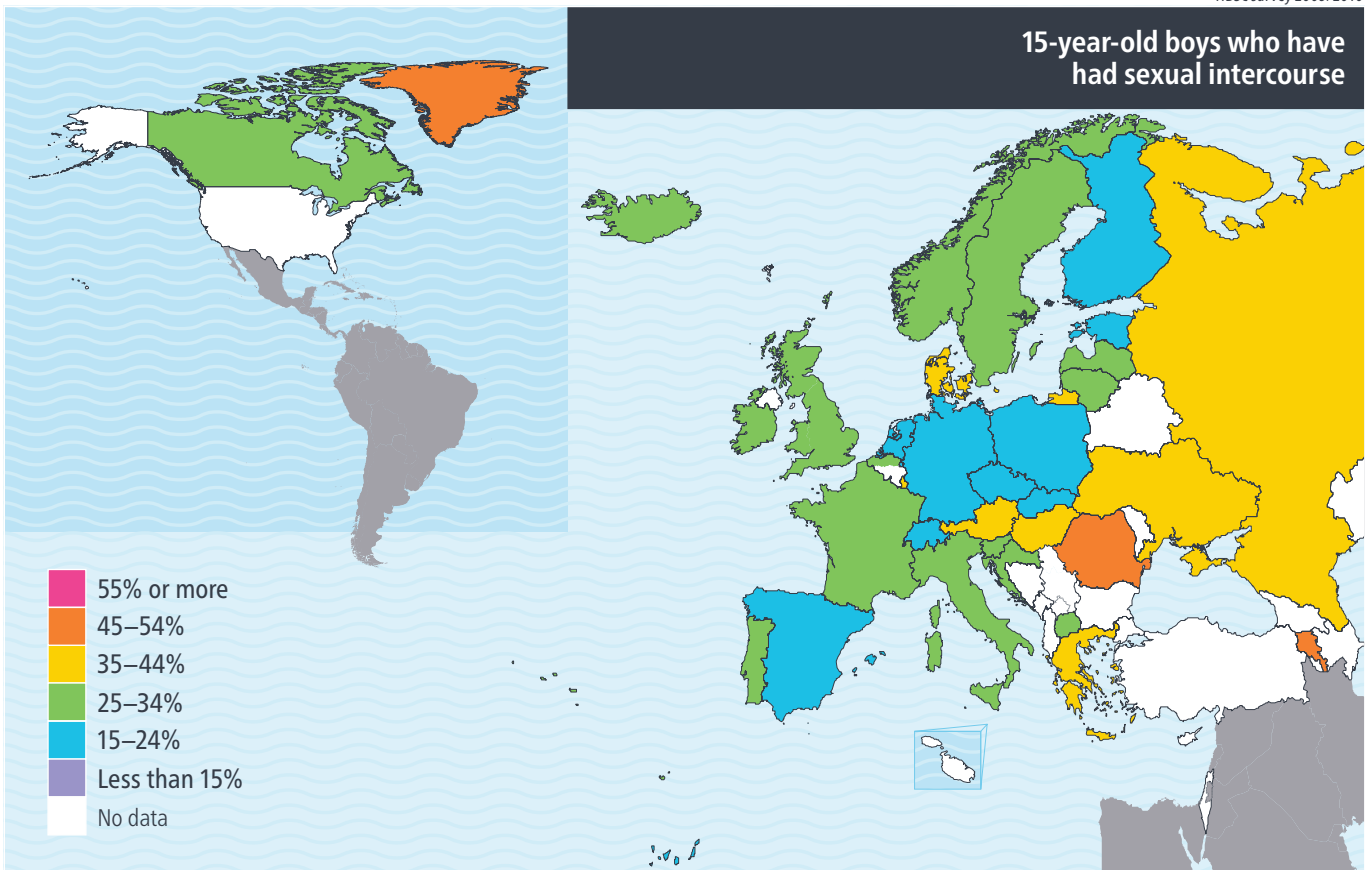 15-year-old boys who have
had sexual intercourse
55% or more
45–54%
35–44%
25–34%
15–24%
Less than 15%
No data